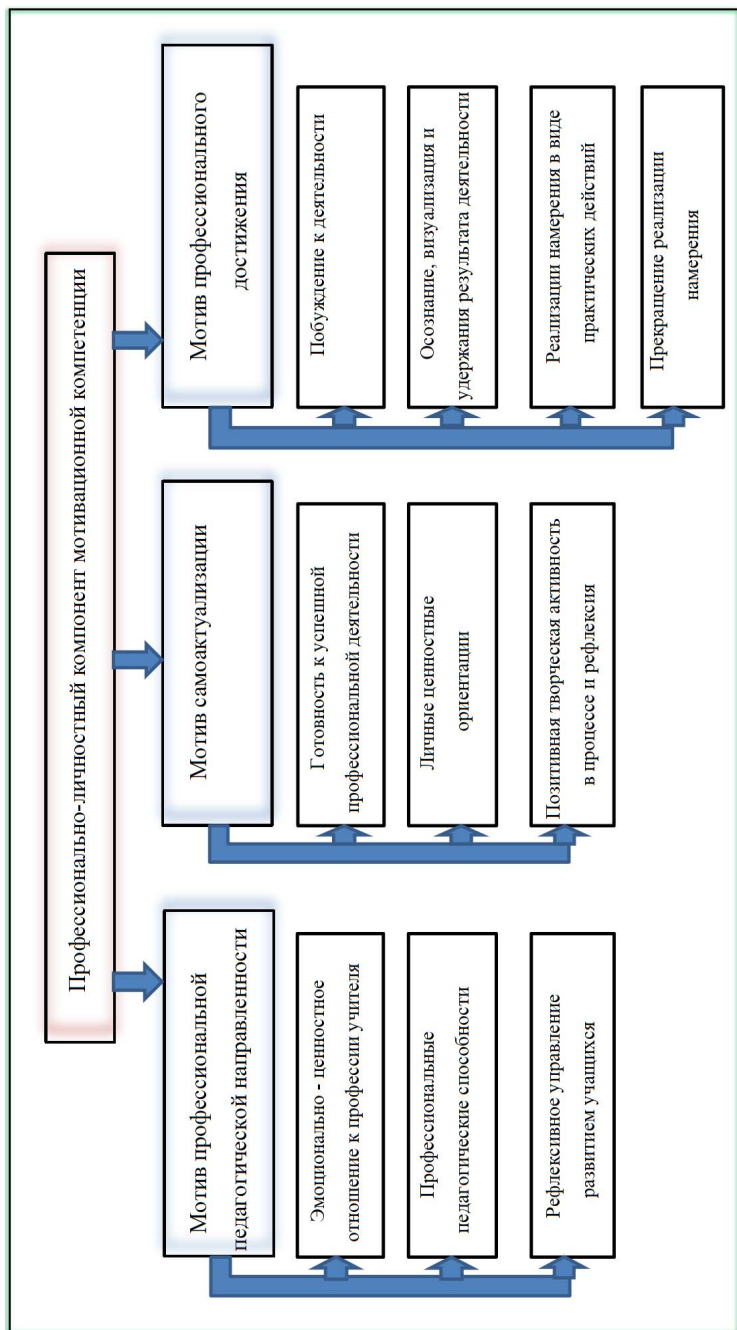 Профессионально-личностный компонент мотивационной компетенции
Мотив профессиональной
педагогической направленности
Эмоционально - ценностное
отношение к профессии учителя
Профессиональные
педагогические способности
Рефлексивное управление
развитием учащихся
Мотив самоактуализации
Готовность к успешной
профессиональной деятельности
Личные ценностные
ориентации
Позитивная творческая активность
в процессе и рефлексия
Мотив профессионального
достижения
Побуждение к деятельности
Осознание, визуализация и
удержания результата деятельности
Реализации намерения в виде
практических действий
Прекращение реализации
намерения